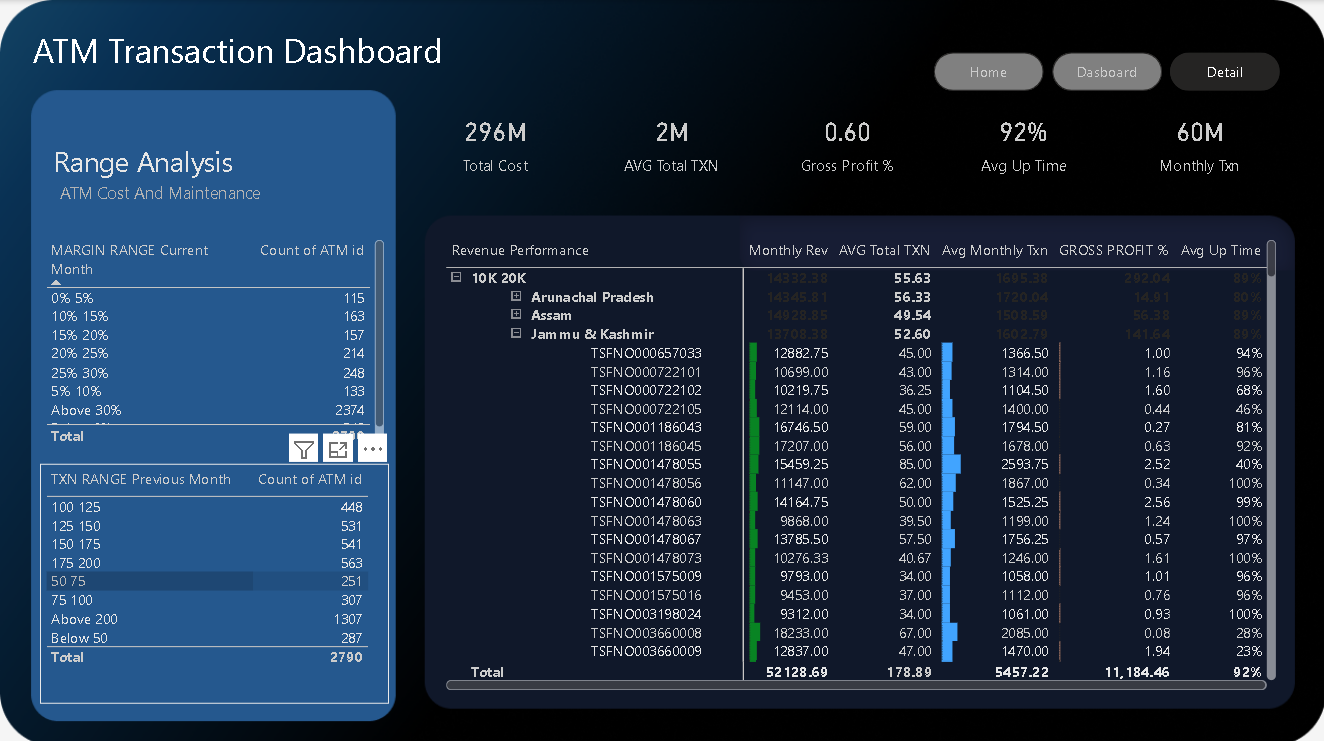 ATM Transaction Dashboard
Home Dasboard Detail
296M 2M 0.60 92% 60M
Total Cost AVG Total TXN Gross Profit % Avg Up Time Monthly Txn
Range Analysis
ATM Cost And Maintenance
MARGIN RANGE Current Month Count of ATM id
0% 5% 115
10% 15% 163
15% 20% 157
20% 25% 214
25% 30% 248
5% 10% 133
Above 30% 2374
Total
TXN RANGE Previous Month Count of ATM id
100 125 448
125 150 531
150 175 541
175 200 563
50 75 251
75 100 307
Above 200 1307
Below 50 287
Total 2790
Revenue Performance Monthly Rev AVG Total TXN Avg Monthly Txn GROSS PROFIT % Avg Up Time
10K 20K 14332.38 55.63 1695.38 292.04 89%
Arunachal Pradesh 14345.81 56.33 1720.04 14.91 80%
Assam 14928.85 49.54 1508.59 56.38 89%
Jammu & Kashmir 13708.38 52.60 1602.79 141.64 89%
TSFNO000657033 12882.75 45.00 1366.50 1.00 94%
TSFNO000722101 10699.00 43.00 1314.00 1.16 96%
TSFNO000722102 10219.75 36.25 1104.50 1.60 68%
TSFNO000722105 12114.00 45.00 1400.00 0.44 46%
TSFNO001186043 16746.50 59.00 1794.50 0.27 81%
TSFNO001186045 17207.00 56.00 1678.00 0.63 92%
TSFNO001478055 15459.25 85.00 2593.75 2.52 40%
TSFNO001478056 11147.00 62.00 1867.00 0.34 100%
TSFNO001478060 14164.75 50.00 1525.25 2.56 99%
TSFNO001478063 9868.00 39.50 1199.00 1.24 100%
TSFNO001478067 13785.50 57.50 1756.25 0.57 97%
TSFNO001478073 10276.33 40.67 1246.00 1.61 100%
TSFNO001575009 9793.00 34.00 1058.00 1.01 96%
TSFNO001575016 9453.00 37.00 1112.00 0.76 96%
TSFNO003198024 9312.00 34.00 1061.00 0.93 100%
TSFNO003660008 18233.00 67.00 2085.00 0.08 28%
TSFNO003660009 12837.00 47.00 1470.00 1.94 23%
Total 52128.69 178.89 5457.22 11,184.46 92%